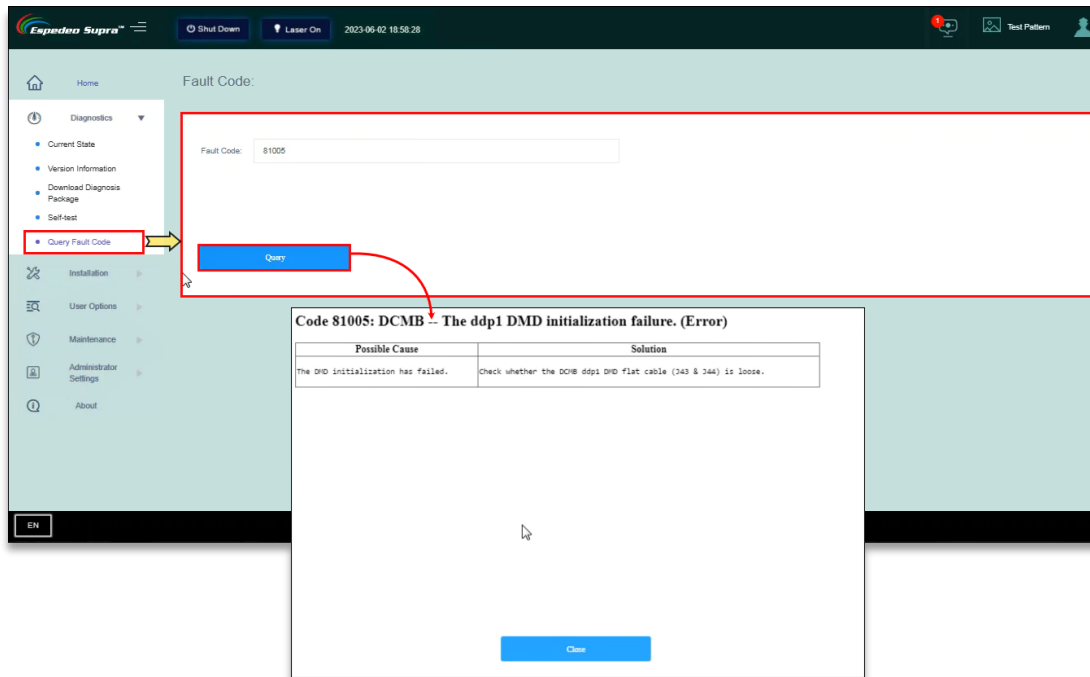 Espedeo Supra™
Shut Down
Laser On
2023-06-02 18:58:28
1
Test Pattern
Home
Fault Code:
Diagnostics
Current State
Version Information
Download Diagnosis
Package
Self-test
Query Fault Code
Fault Code:
81005
Query
Installation
User Options
Maintenance
Administrator
Settings
About
EN
Code 81005: DCMB -- The ddp1 DMD initialization failure. (Error)
Possible Cause
Solution
The DMD initialization has failed.
Check whether the DCMB ddp1 DMD flat cable (J43 & J44) is loose.
Close